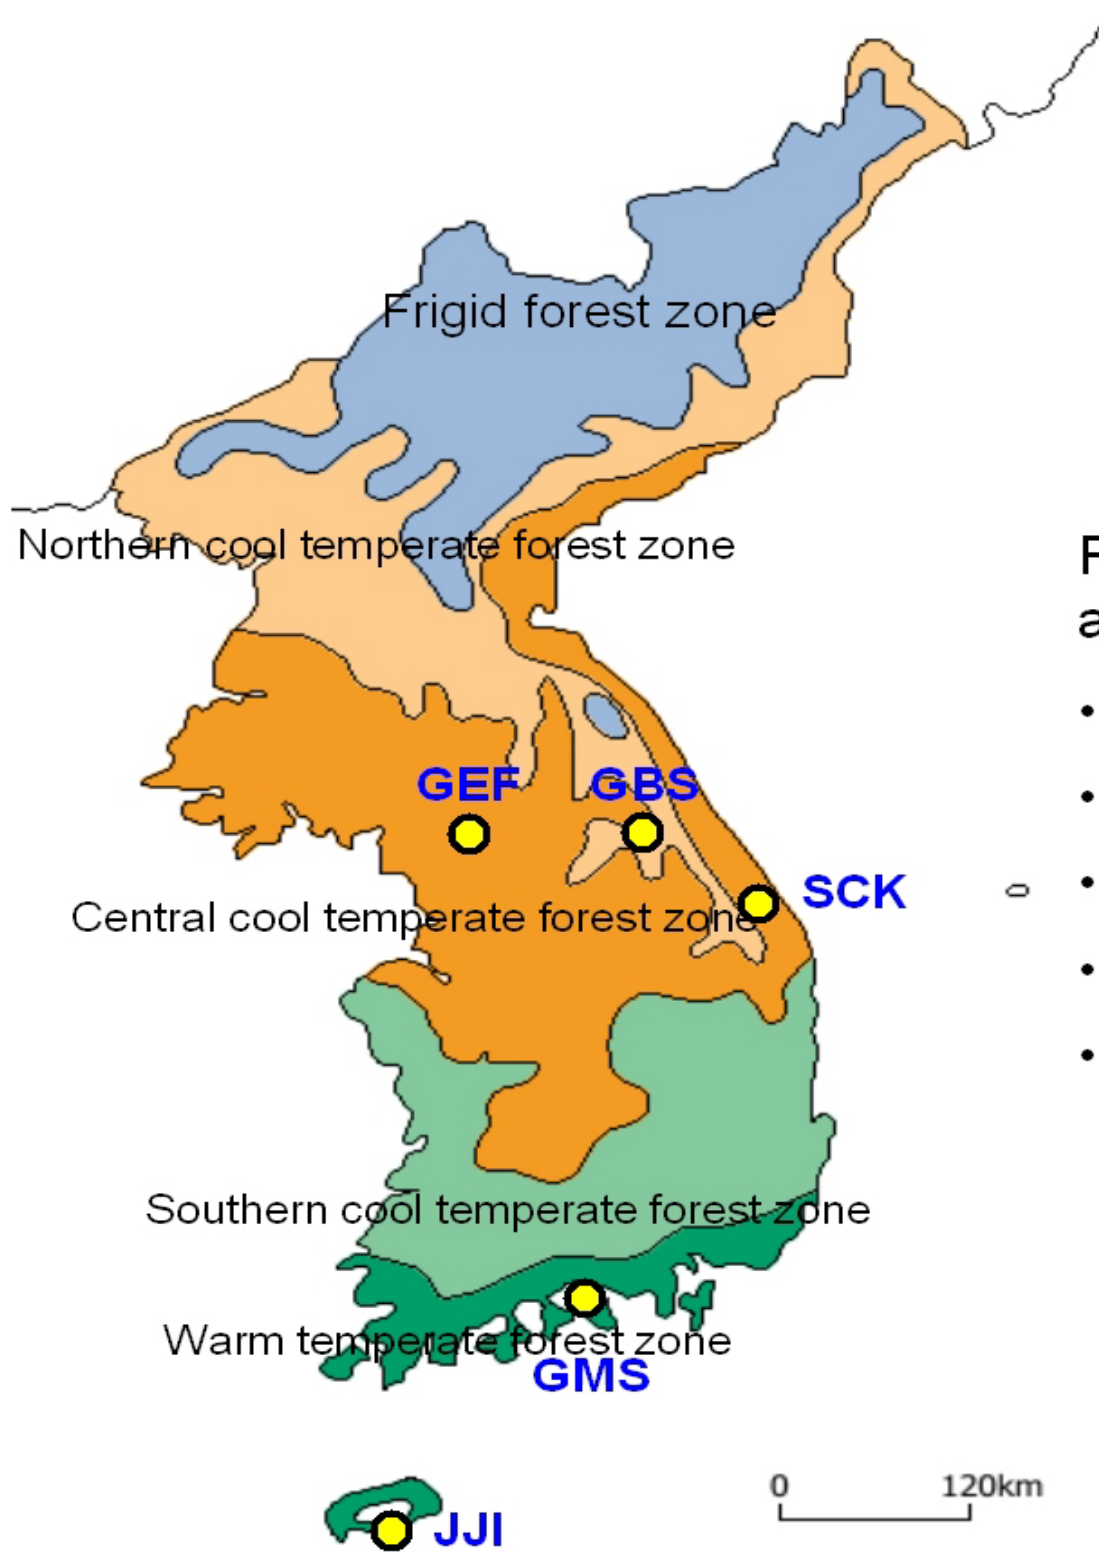 Frigid forest zone
Northern cool temperate forest zone
GEF
GBS
SCK
Central cool temperate forest zone
Southern cool temperate forest zone
Warm temperate forest zone
GMS
0 120km
JJI